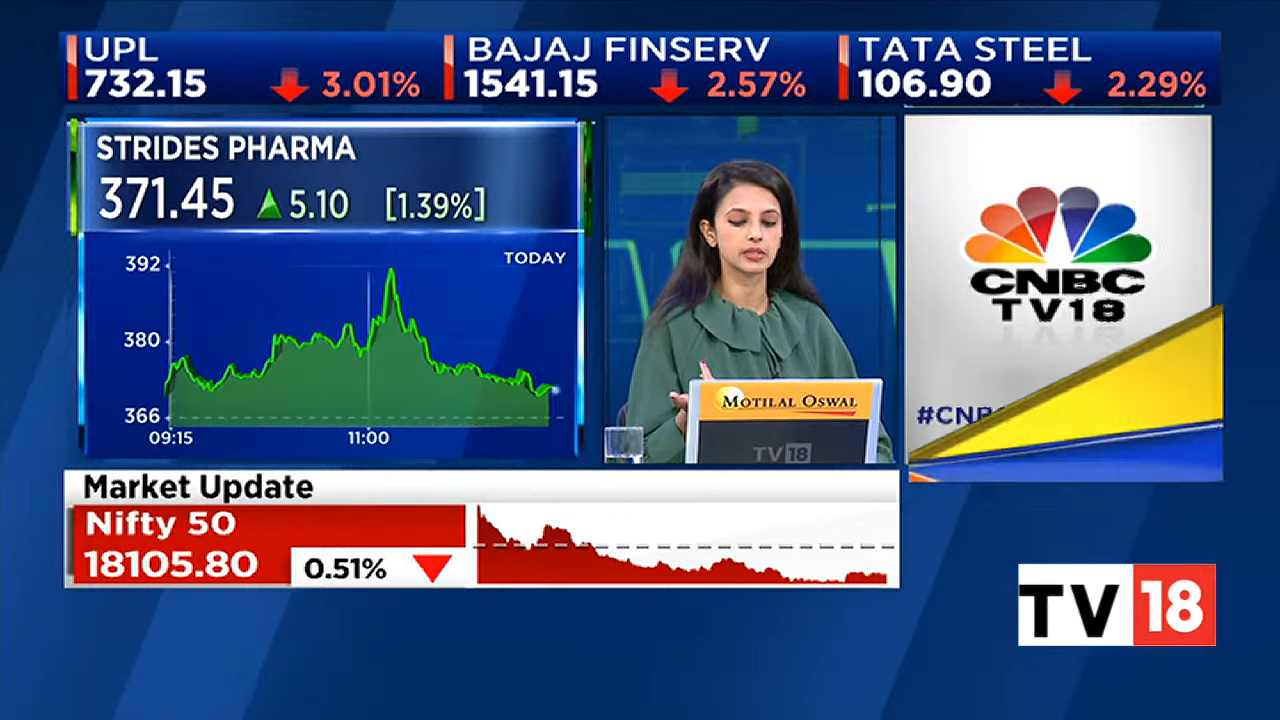 UPL
732.15 3.01%
BAJAJ FINSERV
1541.15 2.57%
TATA STEEL
106.90 2.29%
STRIDES PHARMA
371.45 5.10 [1.39%]
TODAY
392
380
366
09:15 11:00
MOTILAL OSWAL
TV18
CNBC
TV18
Market Update
Nifty 50
18105.80 0.51%
TV18